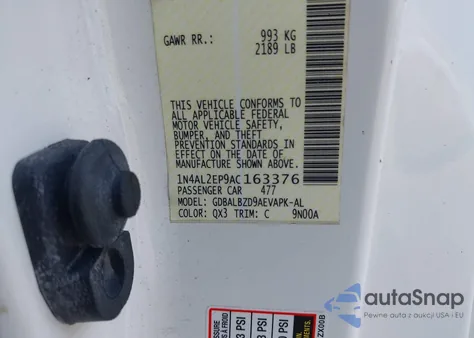 GAWR RR.: 993 KG
2189 LB
THIS VEHICLE CONFORMS TO
ALL APPLICABLE FEDERAL
MOTOR VEHICLE SAFETY,
BUMPER, AND THEFT
PREVENTION STANDARDS IN
EFFECT ON THE DATE OF
MANUFACTURE SHOWN ABOVE.
1N4AL2EP9AC163376
PASSENGER CAR 477
MODEL: GDBALBZD9AEVAPK-AL
COLOR: QX3 TRIM: C 9N00A
autoSnap
Pewne auta z aukcji USA i EU